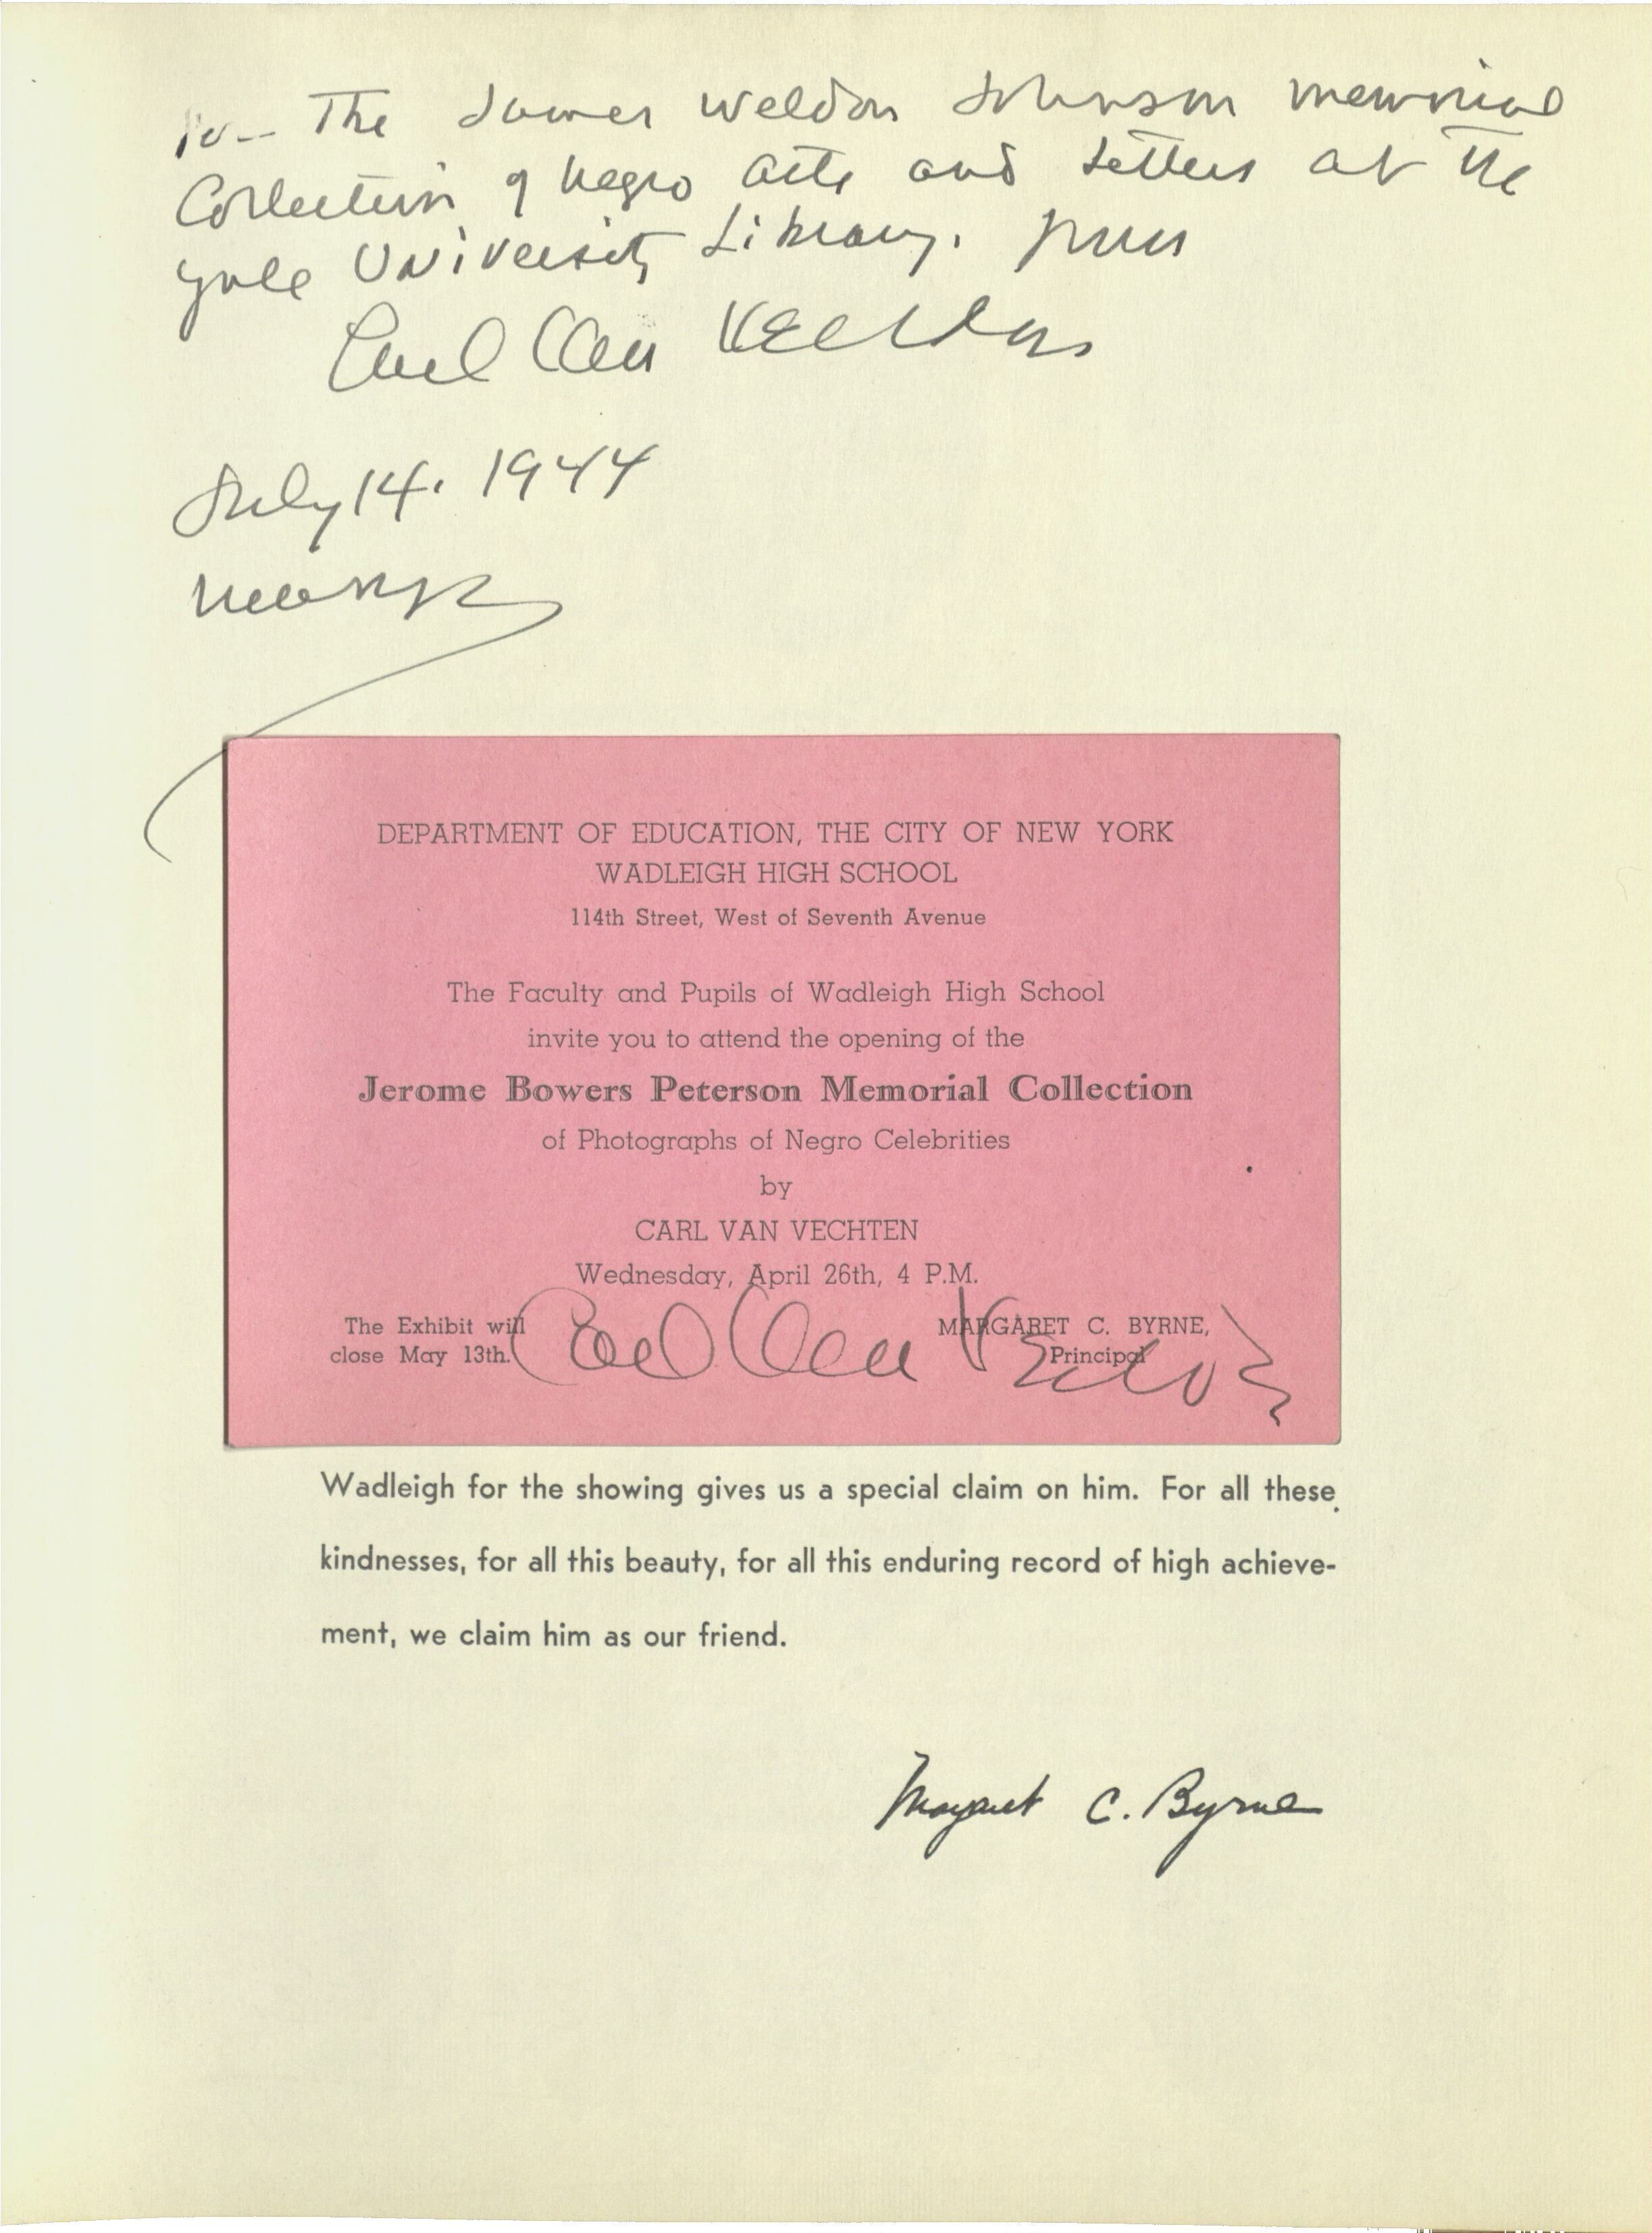 To— The James Weldon Johnson memorial
Collection of Negro Arts and Letters at the
Yale University Library. from
Carl Van Vechten
July 14. 1944
DEPARTMENT OF EDUCATION, THE CITY OF NEW YORK
WADLEIGH HIGH SCHOOL
114th Street, West of Seventh Avenue
The Faculty and Pupils of Wadleigh High School
invite you to attend the opening of the
Jerome Bowers Peterson Memorial Collection
of Photographs of Negro Celebrities
by
CARL VAN VECHTEN
Wednesday, April 26th, 4 P.M.
The Exhibit will
close May 13th.
Carl Van Vechten
MARGARET C. BYRNE,
Principal
Wadleigh for the showing gives us a special claim on him. For all these
kindnesses, for all this beauty, for all this enduring record of high achieve-
ment, we claim him as our friend.
Margaret C. Byrne